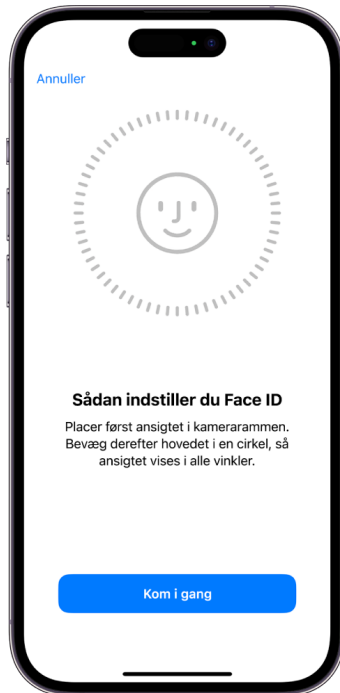 Annuller
Sådan indstiller du Face ID
Placer først ansigtet i kamerarammen.
Bevæg derefter hovedet i en cirkel, så
ansigtet vises i alle vinkler.
Kom i gang